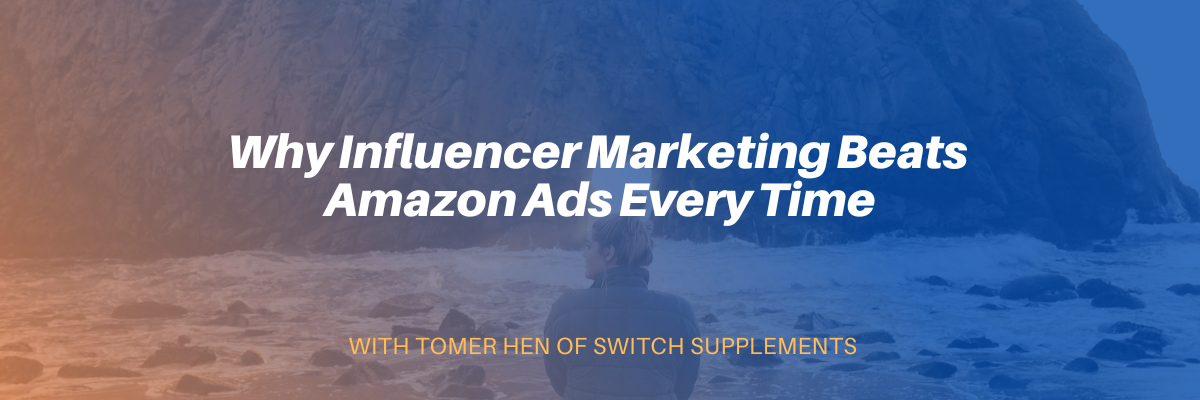 Why Influencer Marketing Beats
Amazon Ads Every Time
WITH TOMER HEN OF SWITCH SUPPLEMENTS